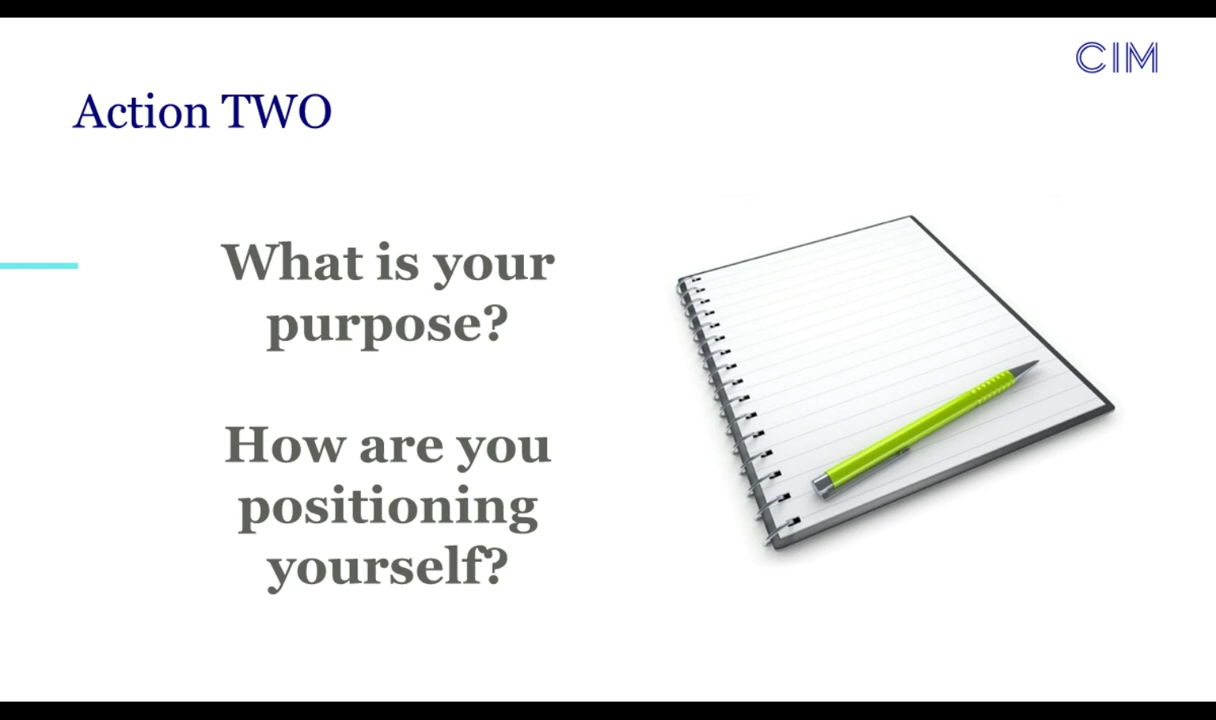 CIM
Action TWO
What is your
purpose?
How are you
positioning
yourself?